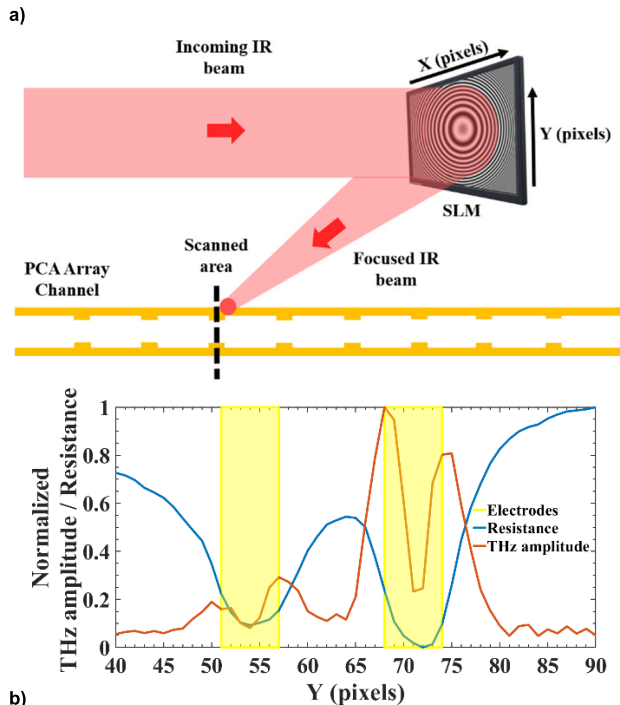 a)
Incoming IR
beam
X (pixels)
Y (pixels)
SLM
Scanned
area
Focused IR
beam
PCA Array
Channel
Normalized
THz amplitude / Resistance
1
0.8
0.6
0.4
0.2
0
Electrodes
Resistance
THz amplitude
40 45 50 55 60 65 70 75 80 85 90
Y (pixels)
b)